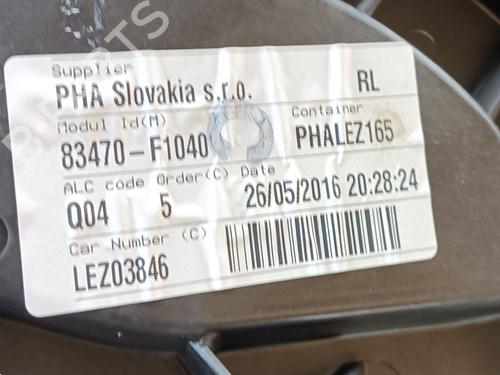 Supplier
PHA Slovakia s.r.o.
RL
Modul Id(M)
Container
83470-F1040
PHALEZ165
ALC code Order(C) Date
Q04 5 26/05/2016 20:28:24
Car Number (C)
LEZ03846